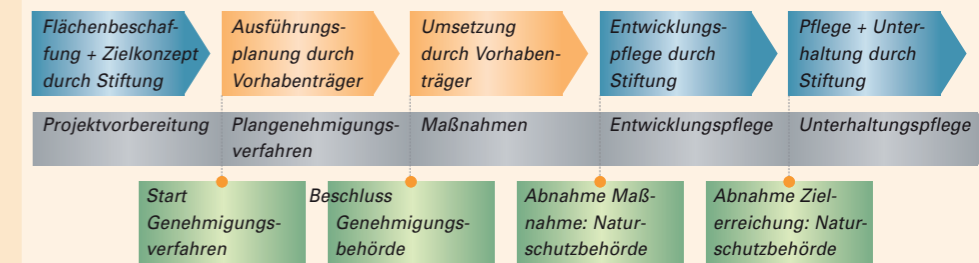 Flächenbeschaf-
fung + Zielkonzept
durch Stiftung
Ausführungs-
planung durch
Vorhabenträger
Umsetzung
durch Vorhaben-
träger
Entwicklungs-
pflege durch
Stiftung
Pflege + Unter-
haltung durch
Stiftung
Projektvorbereitung
Plangenehmigungs-
verfahren
Maßnahmen
Entwicklungspflege
Unterhaltungspflege
Start
Genehmigungs-
verfahren
Beschluss
Genehmigungs-
behörde
Abnahme Maß-
nahme: Natur-
schutzbehörde
Abnahme Ziel-
erreichung: Natur-
schutzbehörde